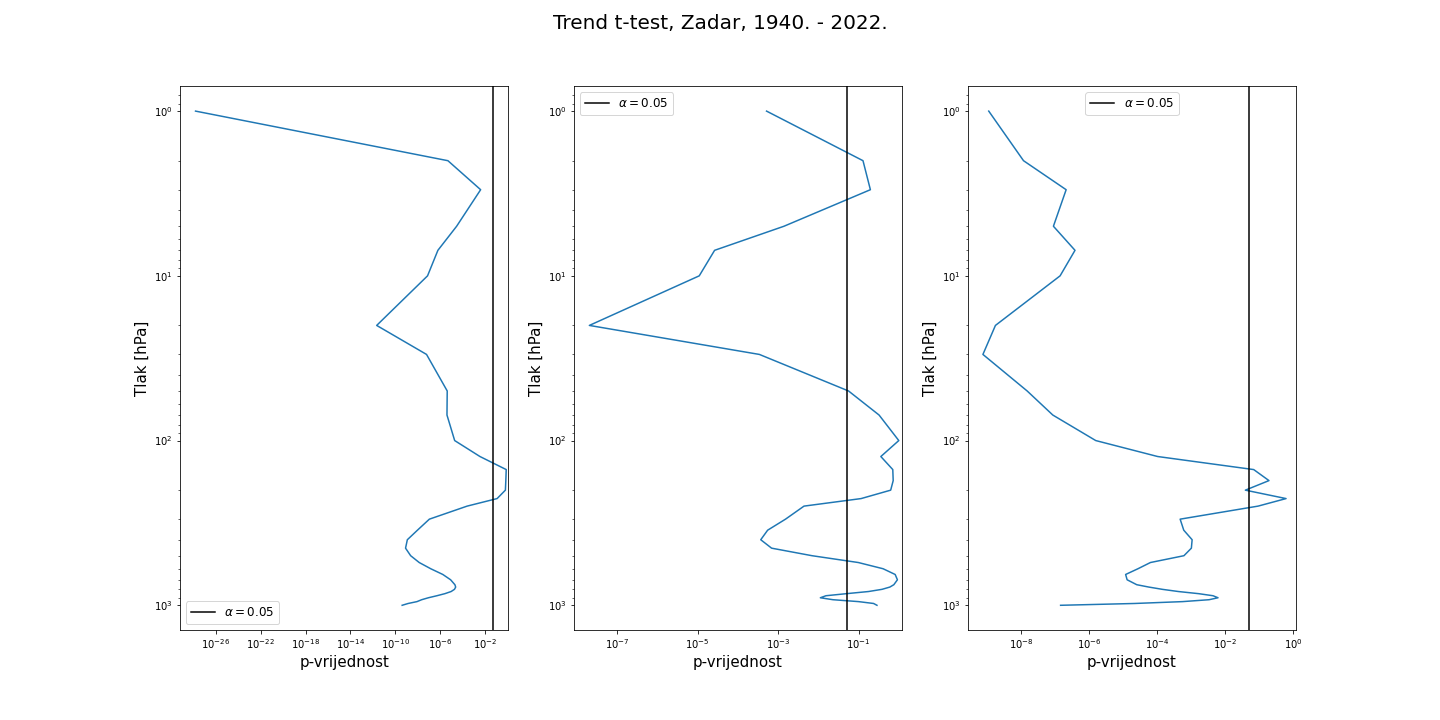 Trend t-test, Zadar, 1940. - 2022.
Tlak [hPa]
10⁰
10¹
10²
10³
α = 0.05
10⁻²⁶ 10⁻²² 10⁻¹⁸ 10⁻¹⁴ 10⁻¹⁰ 10⁻⁶ 10⁻²
p-vrijednost
Tlak [hPa]
10⁰
10¹
10²
10³
α = 0.05
10⁻⁷ 10⁻⁵ 10⁻³ 10⁻¹
p-vrijednost
Tlak [hPa]
10⁰
10¹
10²
10³
α = 0.05
10⁻⁸ 10⁻⁶ 10⁻⁴ 10⁻² 10⁰
p-vrijednost